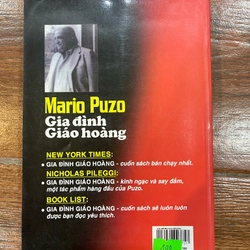 Mario Puzo
Gia đình
Giáo hoàng
NEW YORK TIMES:
• GIA ĐÌNH GIÁO HOÀNG - cuốn sách bán chạy nhất.
NICHOLAS PILEGGI:
• GIA ĐÌNH GIÁO HOÀNG - kinh ngạc và say đắm,
một tác phẩm hàng đầu của Puzo.
BOOK LIST:
• GIA ĐÌNH GIÁO HOÀNG - cuốn sách sẽ luôn luôn
được bạn đọc yêu thích.